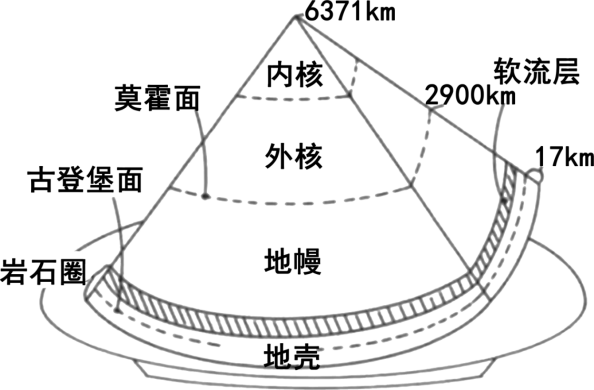 6371km
内核
软流层
莫霍面
2900km
外核
17km
古登堡面
地幔
岩石圈
地壳